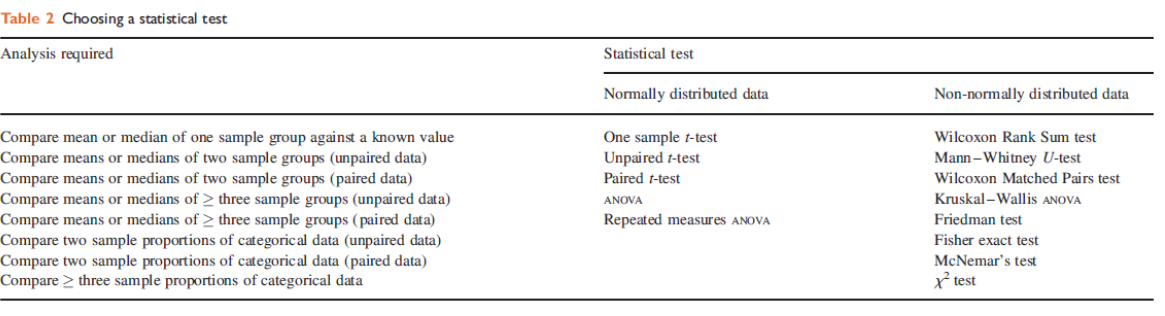 Table 2 Choosing a statistical test
Analysis required Statistical test
Normally distributed data Non-normally distributed data
Compare mean or median of one sample group against a known value One sample t-test Wilcoxon Rank Sum test
Compare means or medians of two sample groups (unpaired data) Unpaired t-test Mann–Whitney U-test
Compare means or medians of two sample groups (paired data) Paired t-test Wilcoxon Matched Pairs test
Compare means or medians of ≥ three sample groups (unpaired data) ANOVA Kruskal–Wallis ANOVA
Compare means or medians of ≥ three sample groups (paired data) Repeated measures ANOVA Friedman test
Compare two sample proportions of categorical data (unpaired data) Fisher exact test
Compare two sample proportions of categorical data (paired data) McNemar's test
Compare ≥ three sample proportions of categorical data χ² test